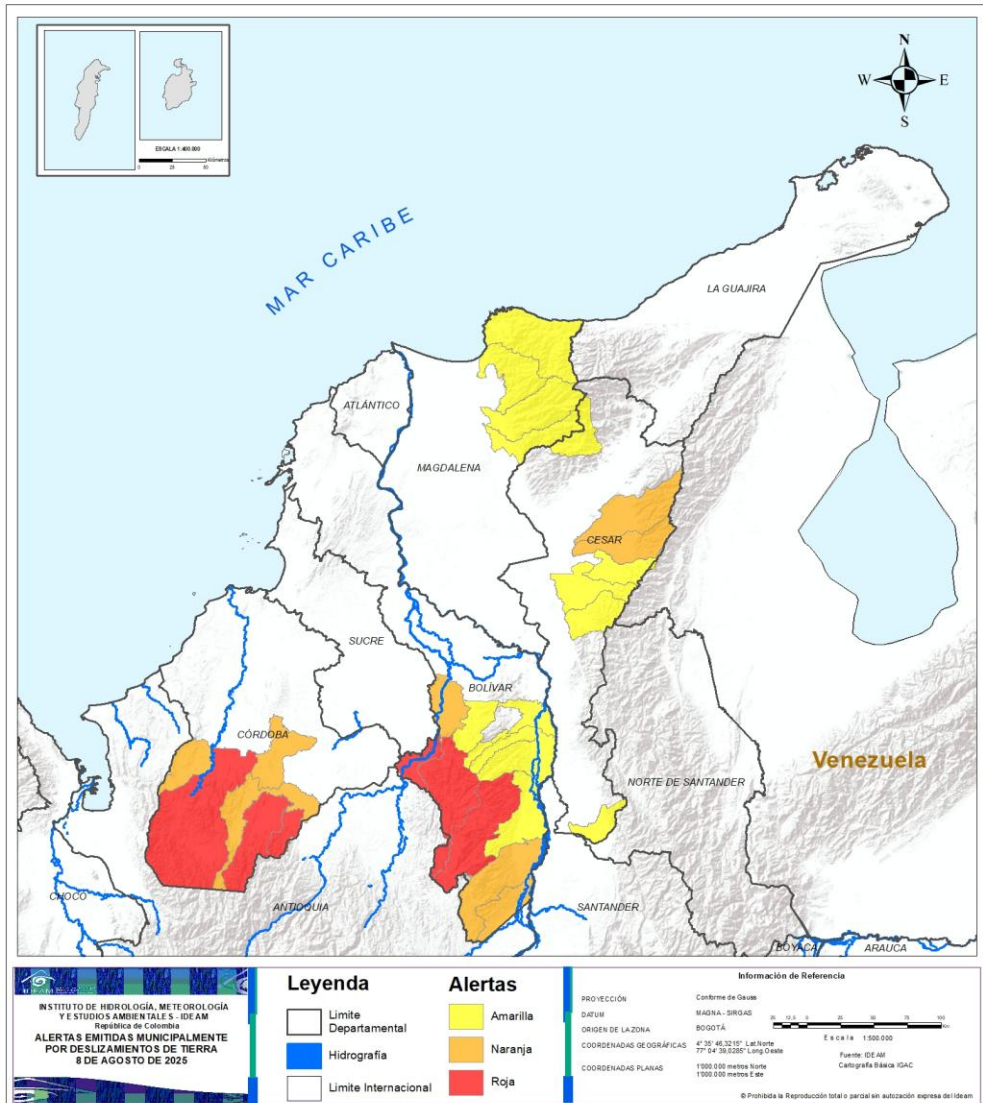 N
W
E
S
ESCALA 1:400.000
MAR CARIBE
LA GUAJIRA
ATLÁNTICO
MAGDALENA
CESAR
SUCRE
BOLÍVAR
CÓRDOBA
NORTE DE SANTANDER
Venezuela
CHOCO
ANTIOQUIA
SANTANDER
BOYACÁ
ARAUCA
IDEAM
INSTITUTO DE HIDROLOGÍA, METEOROLOGÍA
Y ESTUDIOS AMBIENTALES - IDEAM
República de Colombia
ALERTAS EMITIDAS MUNICIPALMENTE
POR DESLIZAMIENTOS DE TIERRA
8 DE AGOSTO DE 2025
Leyenda
Limite
Departamental
Hidrografía
Limite Internacional
Alertas
Amarilla
Naranja
Roja
Información de Referencia
PROYECCIÓN Conforme de Gauss
DATUM MAGNA - SIRGAS
ORIGEN DE LA ZONA BOGOTÁ
COORDENADAS GEOGRÁFICAS 4° 35' 46,3215" Lat.Norte
77° 04' 39,0285" Long.Oeste
COORDENADAS PLANAS 1'000.000 metros Norte
1'000.000 metros Este
Escala 1:500.000
Fuente: IDEAM
Cartografía Básica IGAC
© Prohibida la Reproducción total o parcial sin autozación expresa del Ideam